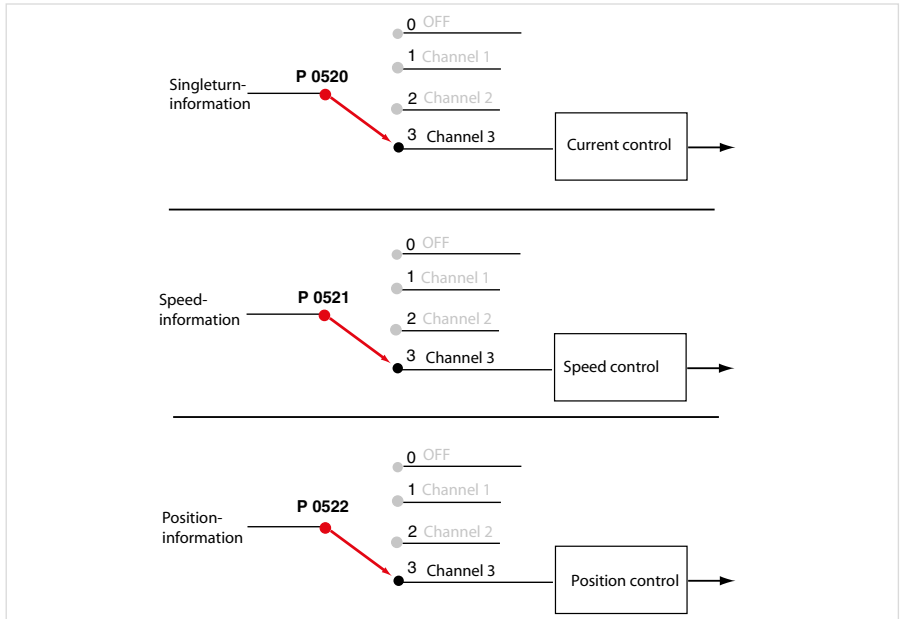 0 OFF
1 Channel 1
P 0520
Singleturn-
information
2 Channel 2
3 Channel 3
Current control
0 OFF
1 Channel 1
P 0521
Speed-
information
2 Channel 2
3 Channel 3
Speed control
0 OFF
1 Channel 1
P 0522
Position-
information
2 Channel 2
3 Channel 3
Position control